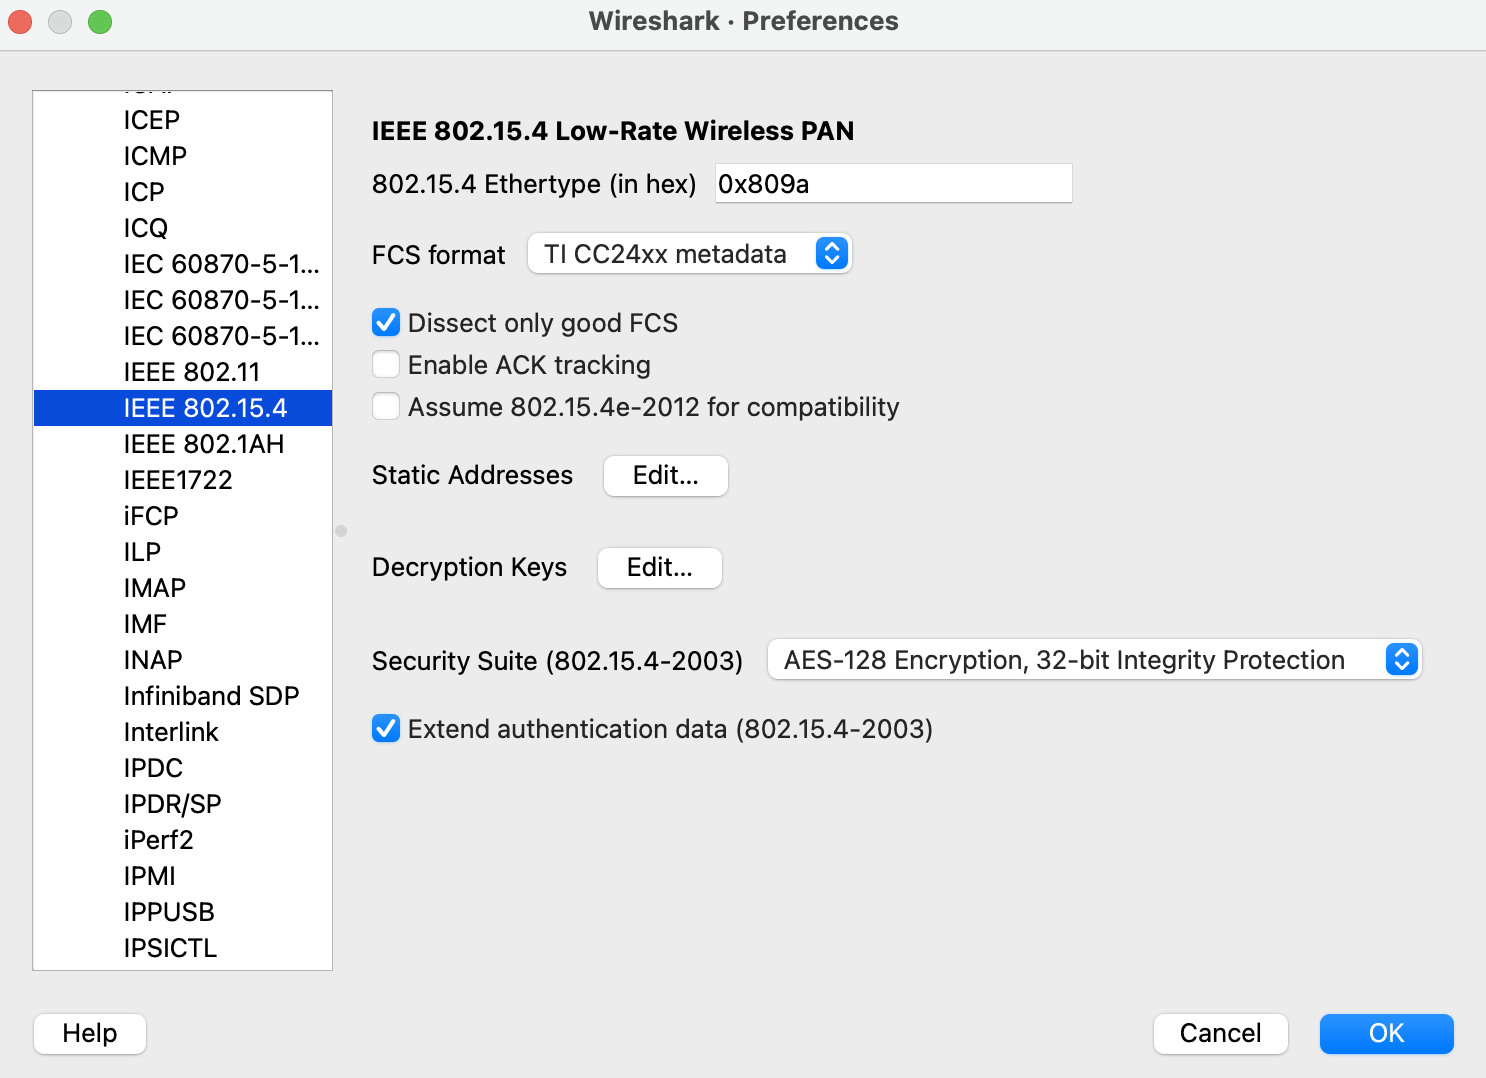 Wireshark · Preferences
ICEP
ICMP
ICP
ICQ
IEC 60870-5-1...
IEC 60870-5-1...
IEC 60870-5-1...
IEEE 802.11
IEEE 802.15.4
IEEE 802.1AH
IEEE1722
iFCP
ILP
IMAP
IMF
INAP
Infiniband SDP
Interlink
IPDC
IPDR/SP
iPerf2
IPMI
IPPUSB
IPSICTL
IEEE 802.15.4 Low-Rate Wireless PAN
802.15.4 Ethertype (in hex) 0x809a
FCS format TI CC24xx metadata
Dissect only good FCS
Enable ACK tracking
Assume 802.15.4e-2012 for compatibility
Static Addresses Edit...
Decryption Keys Edit...
Security Suite (802.15.4-2003) AES-128 Encryption, 32-bit Integrity Protection
Extend authentication data (802.15.4-2003)
Help Cancel OK